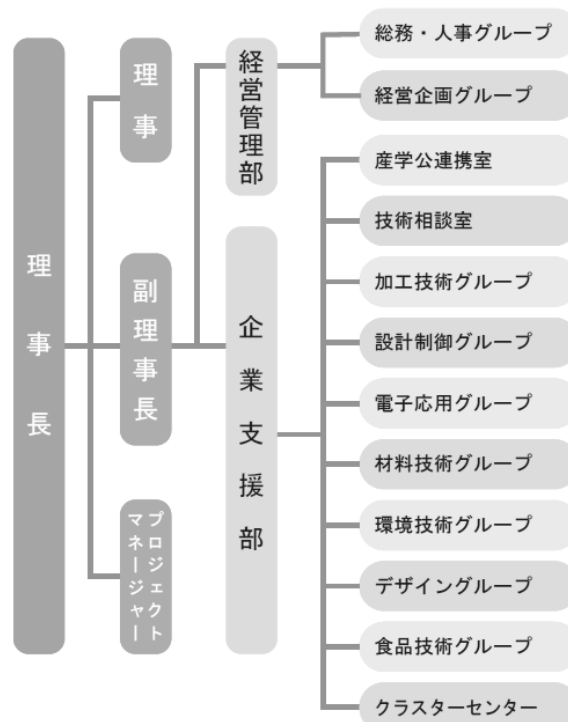 理事長
理事
副理事長
プロジェクト
マネージャー
経営管理部
企業支援部
総務・人事グループ
経営企画グループ
産学公連携室
技術相談室
加工技術グループ
設計制御グループ
電子応用グループ
材料技術グループ
環境技術グループ
デザイングループ
食品技術グループ
クラスターセンター